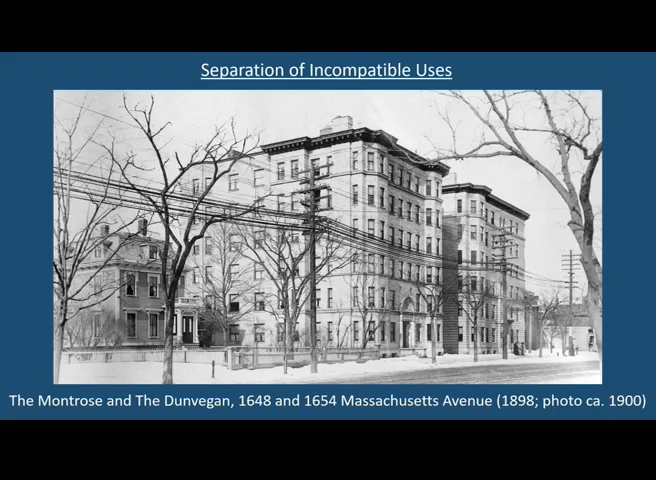 Separation of Incompatible Uses
The Montrose and The Dunvegan, 1648 and 1654 Massachusetts Avenue (1898; photo ca. 1900)